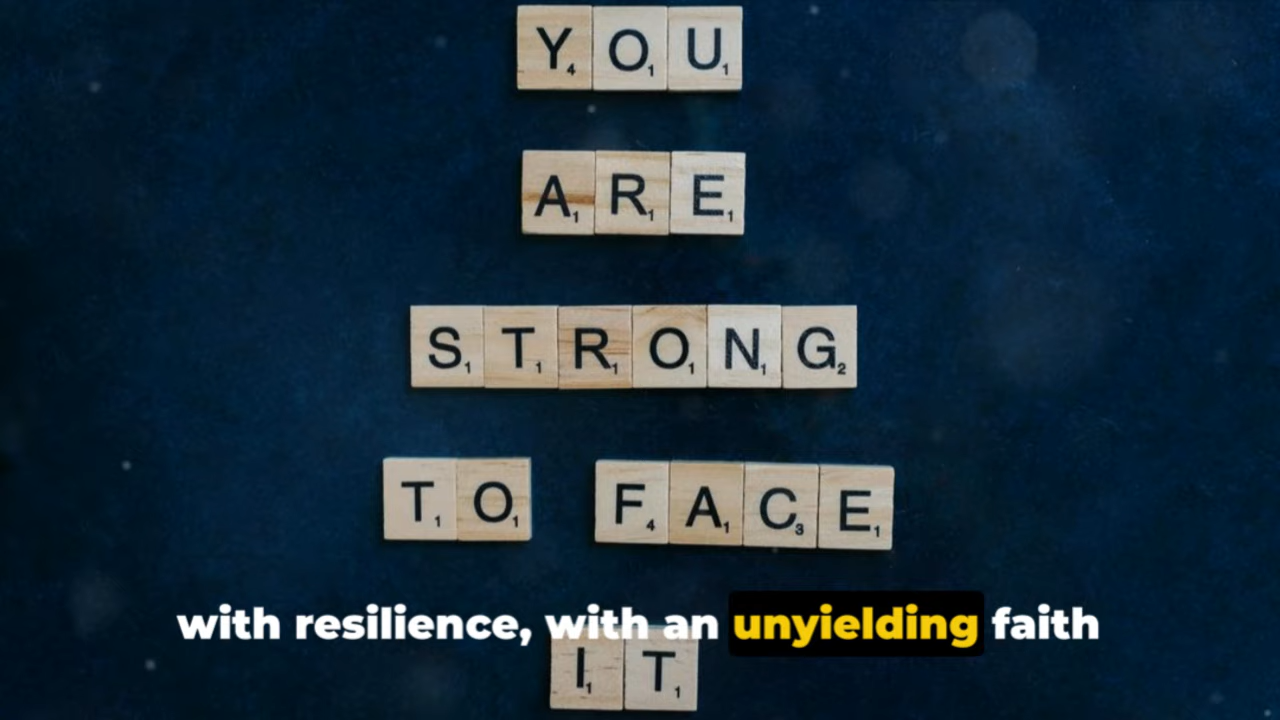 YOU
ARE
STRONG
TO FACE
with resilience, with an unyielding faith
IT